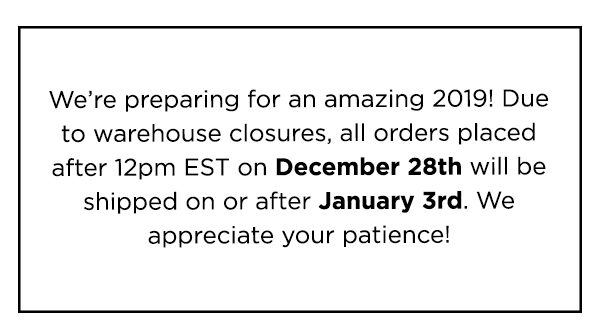 We’re preparing for an amazing 2019! Due
to warehouse closures, all orders placed
after 12pm EST on December 28th will be
shipped on or after January 3rd. We
appreciate your patience!